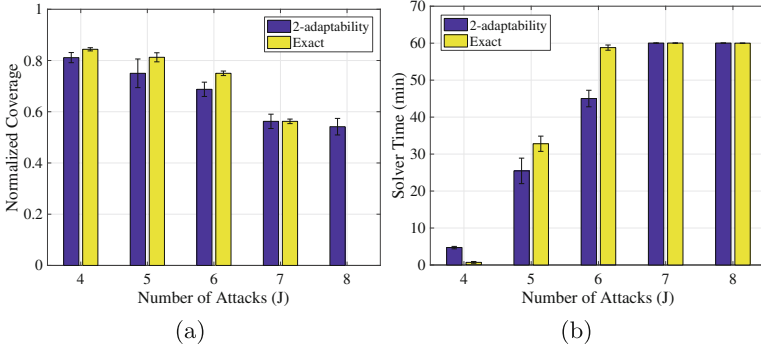 1
0.8
0.6
0.4
0.2
0
Normalized Coverage
2-adaptability
Exact
4 5 6 7 8
Number of Attacks (J)
(a)
70
60
50
40
30
20
10
0
Solver Time (min)
2-adaptability
Exact
4 5 6 7 8
Number of Attacks (J)
(b)